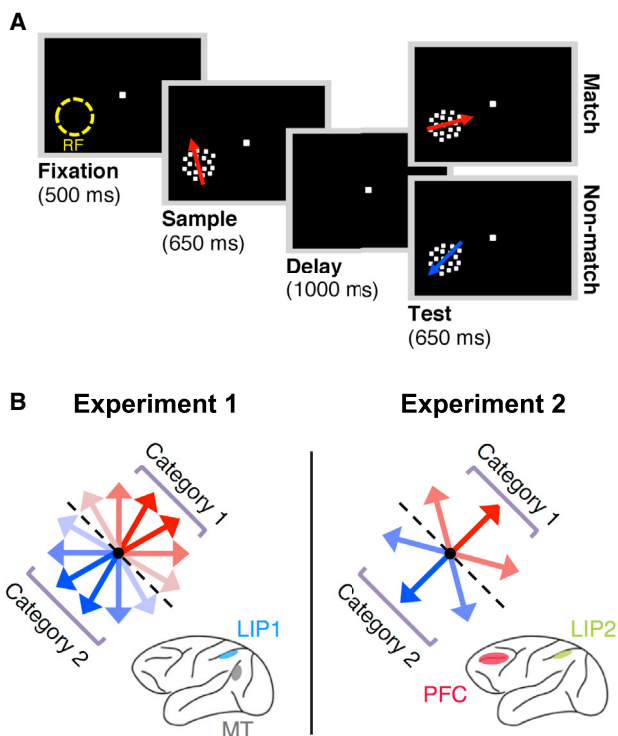 A
RF
Fixation
(500 ms)
Sample
(650 ms)
Delay
(1000 ms)
Match
Non-match
Test
(650 ms)
B
Experiment 1
Category 1
Category 2
LIP1
MT
Experiment 2
Category 1
Category 2
LIP2
PFC